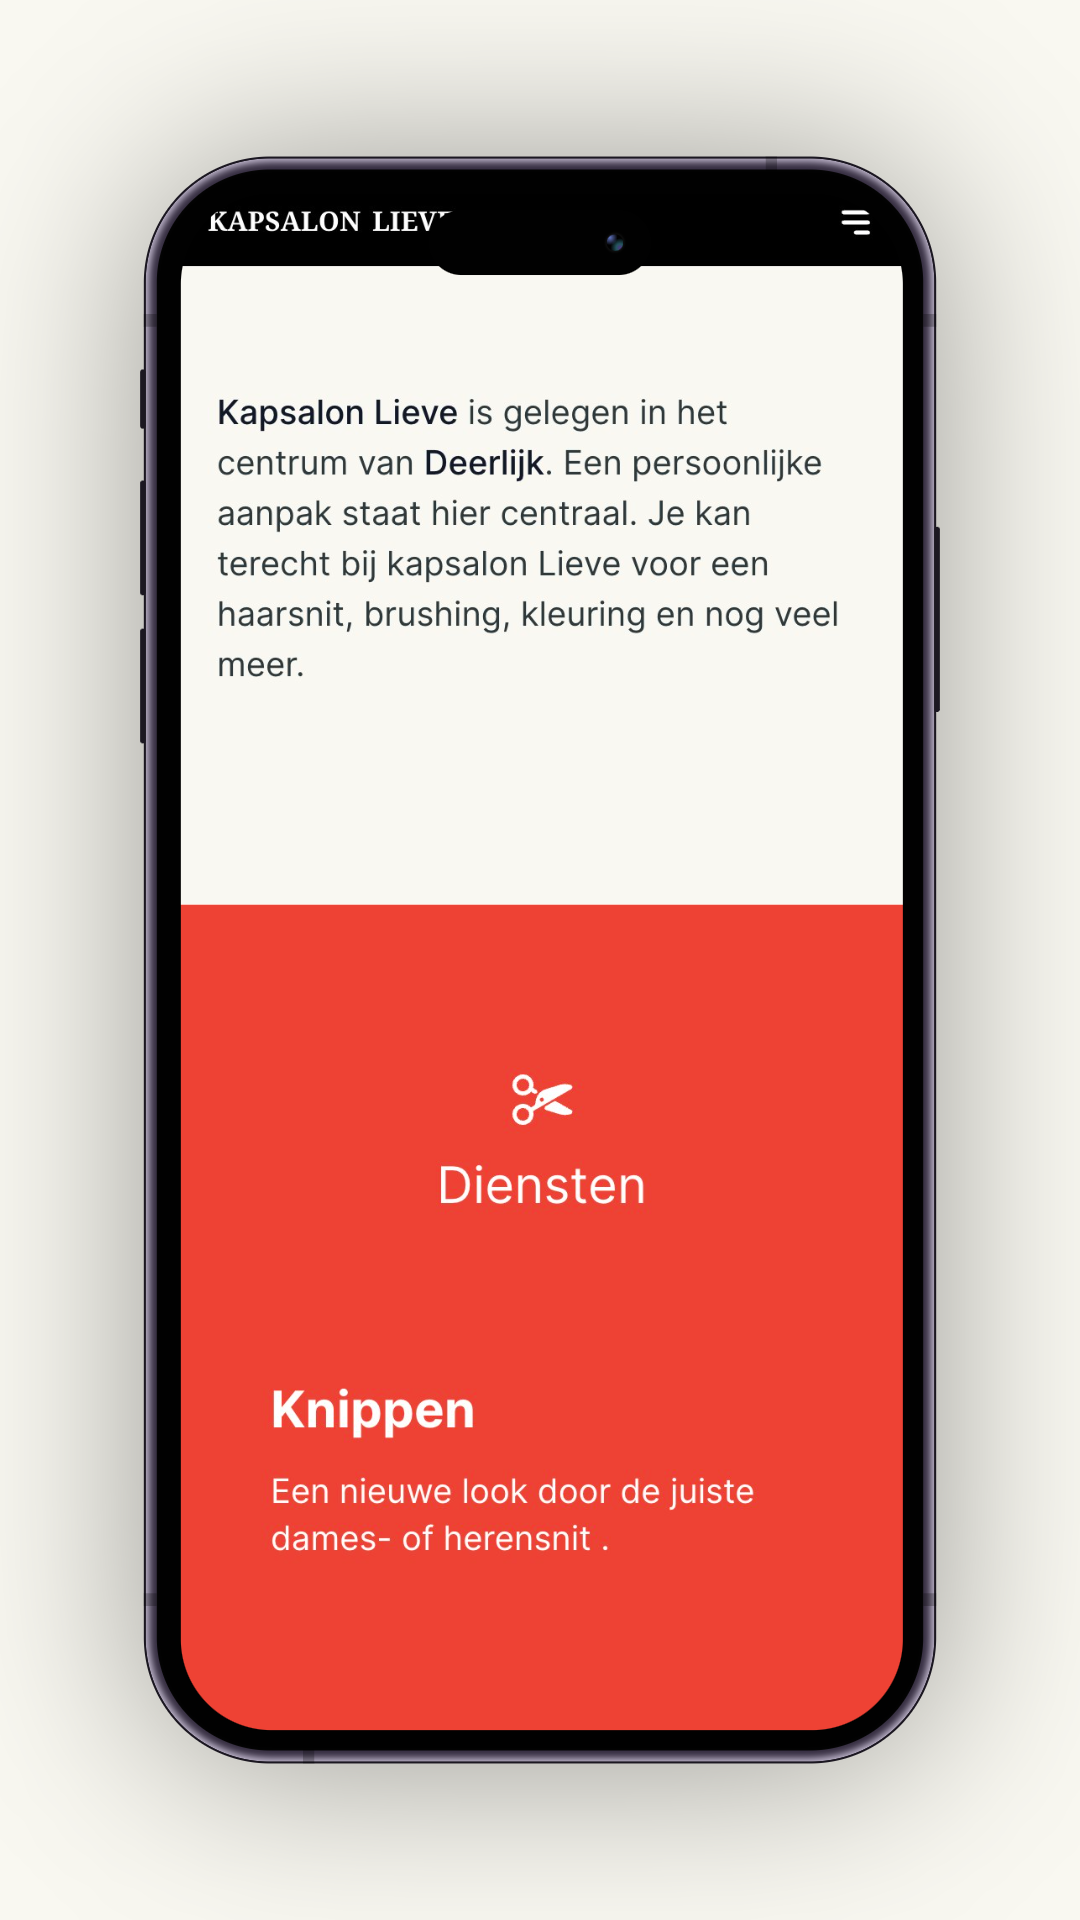 KAPSALON LIEV
Kapsalon Lieve is gelegen in het
centrum van Deerlijk. Een persoonlijke
aanpak staat hier centraal. Je kan
terecht bij kapsalon Lieve voor een
haarsnit, brushing, kleuring en nog veel
meer.
Diensten
Knippen
Een nieuwe look door de juiste
dames- of herensnit .